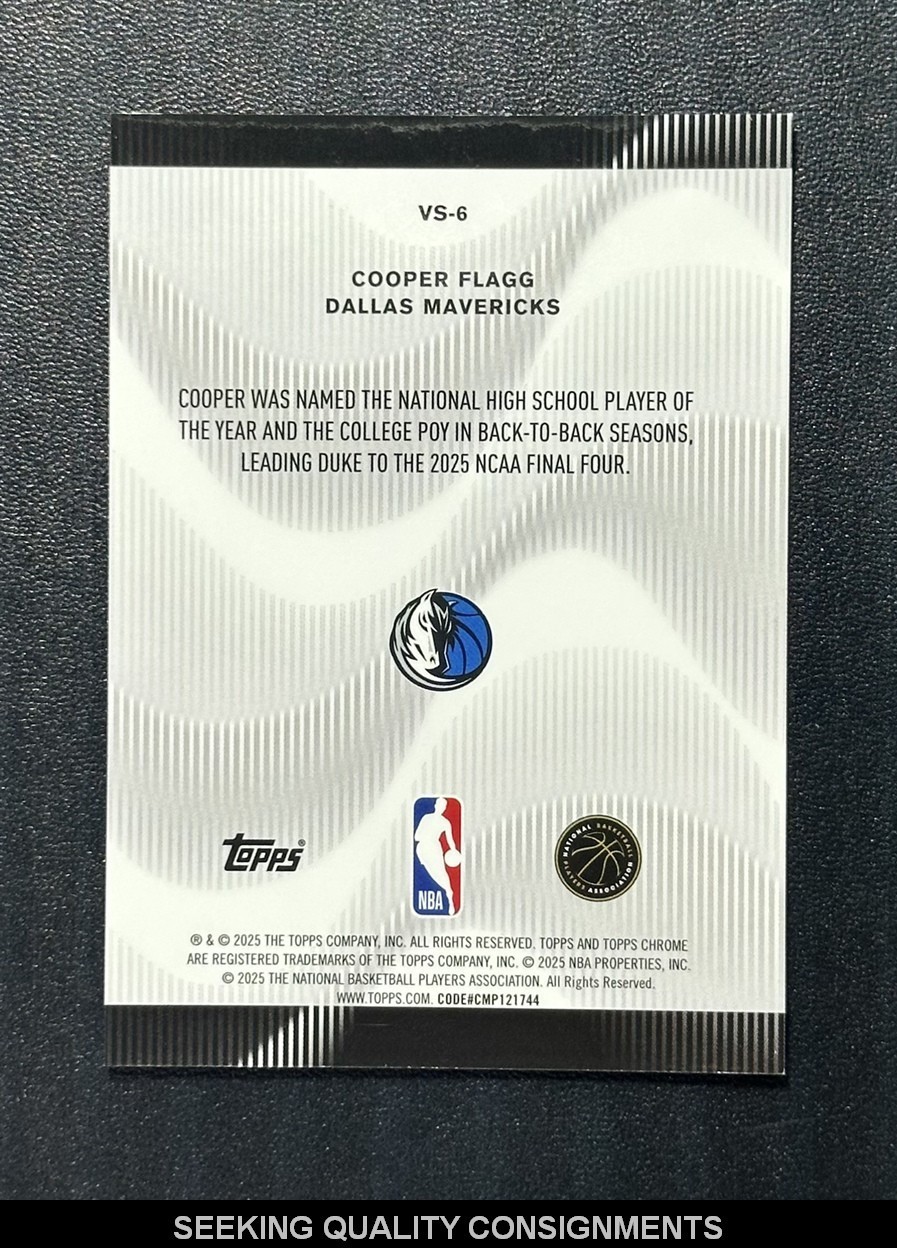 VS-6
COOPER FLAGG
DALLAS MAVERICKS
COOPER WAS NAMED THE NATIONAL HIGH SCHOOL PLAYER OF
THE YEAR AND THE COLLEGE POY IN BACK-TO-BACK SEASONS,
LEADING DUKE TO THE 2025 NCAA FINAL FOUR.
topps®
NBA
NATIONAL BASKETBALL
PLAYERS ASSOCIATION
® & © 2025 THE TOPPS COMPANY, INC. ALL RIGHTS RESERVED. TOPPS AND TOPPS CHROME
ARE REGISTERED TRADEMARKS OF THE TOPPS COMPANY, INC. © 2025 NBA PROPERTIES, INC.
© 2025 THE NATIONAL BASKETBALL PLAYERS ASSOCIATION. All Rights Reserved.
WWW.TOPPS.COM. CODE#CMP121744
SEEKING QUALITY CONSIGNMENTS